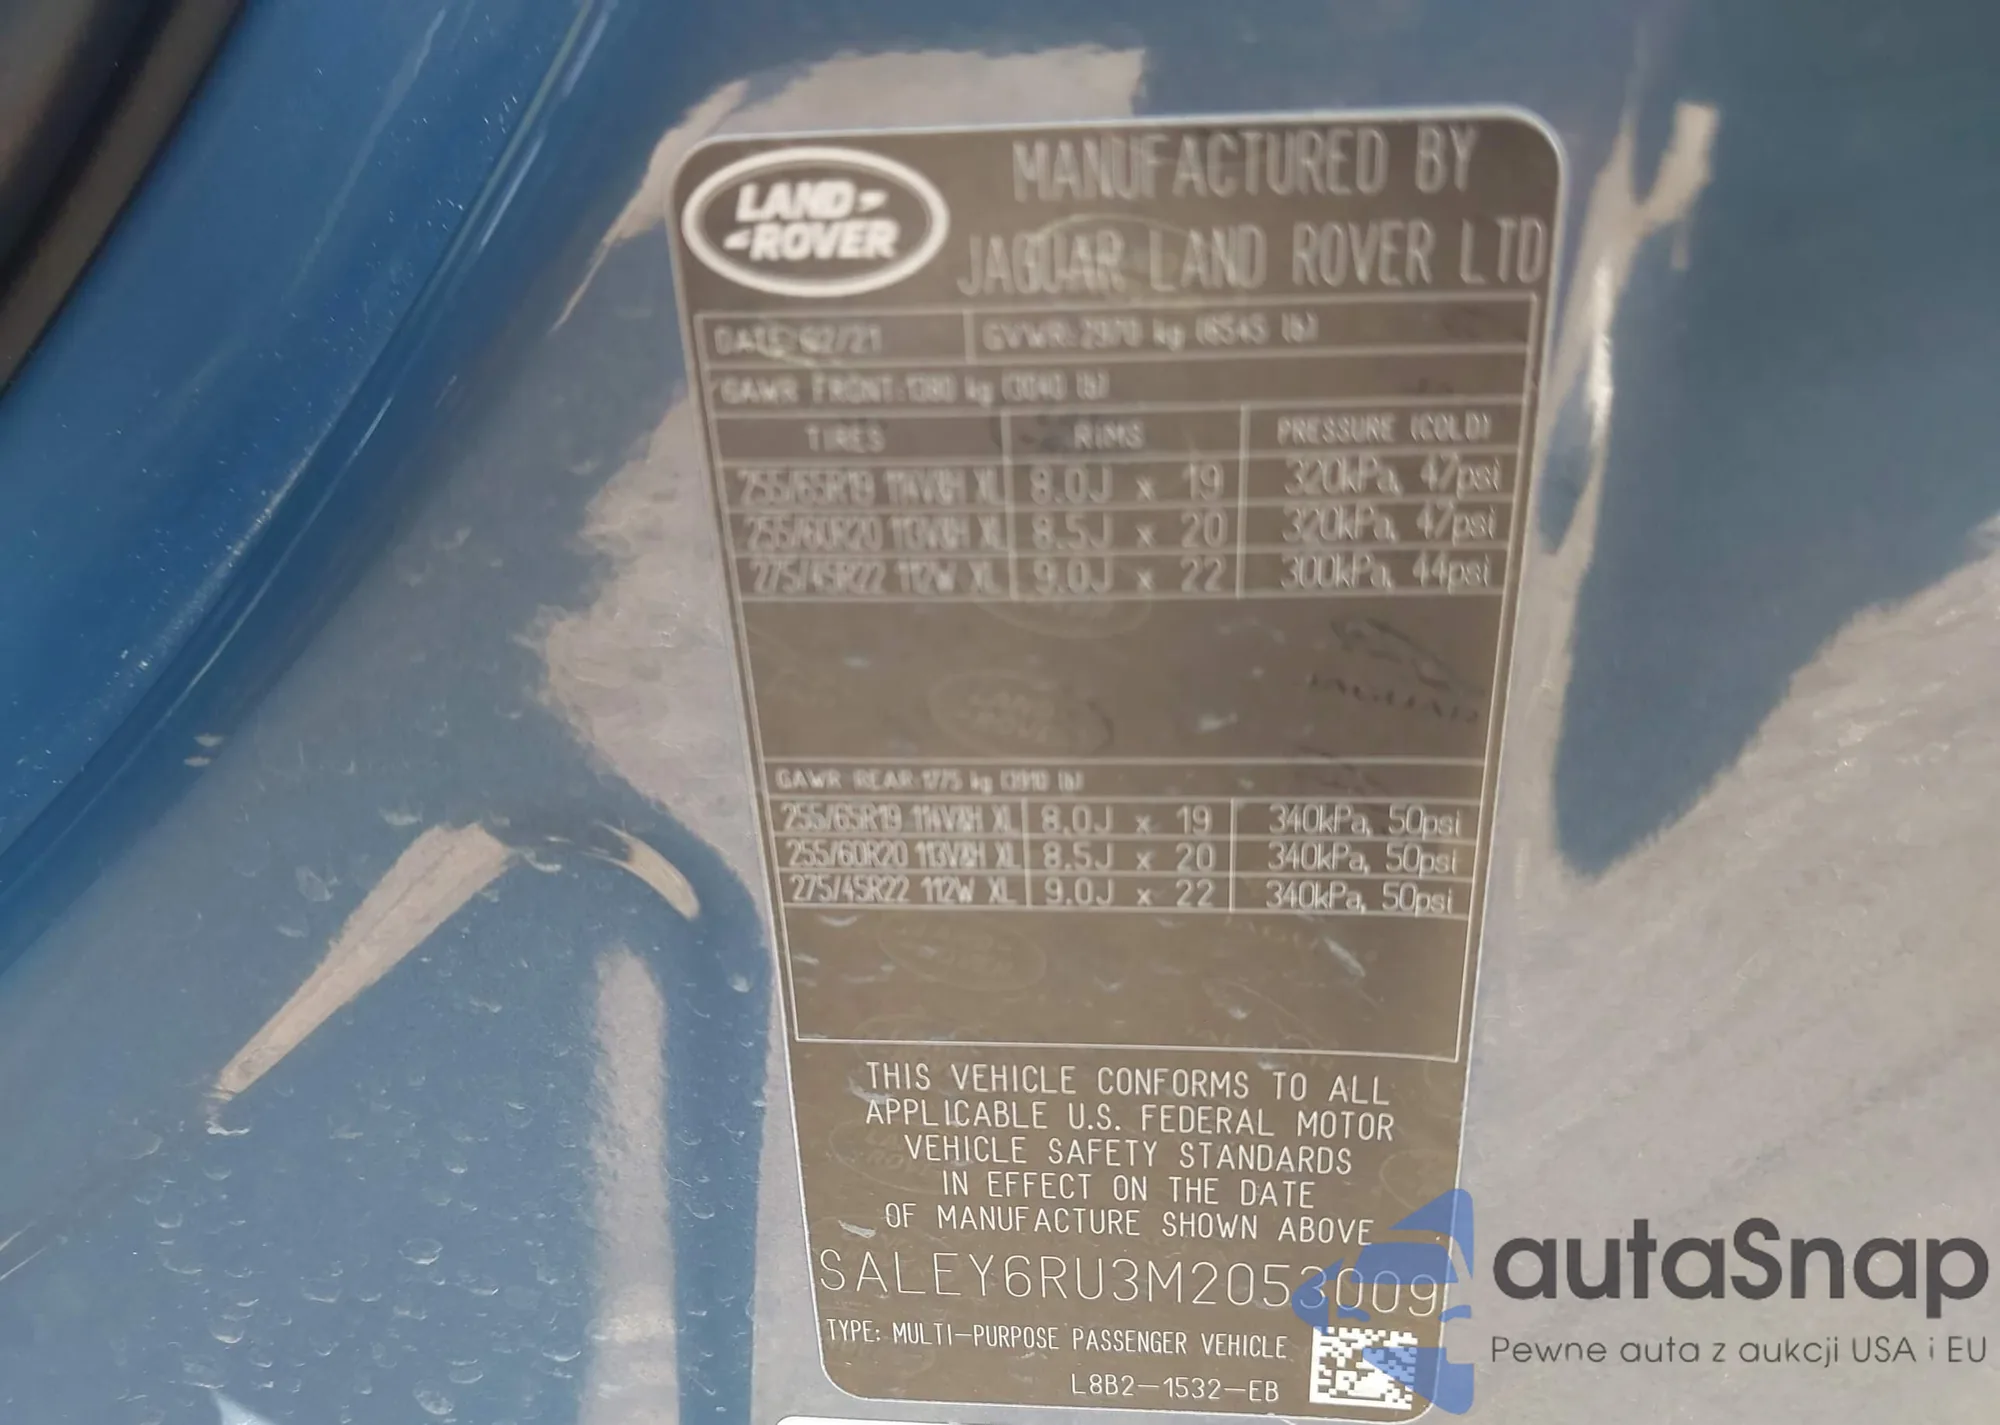 LAND
ROVER
MANUFACTURED BY
JAGUAR LAND ROVER LTD
DATE: 02/21 GVWR: 2970 kg (6545 lb)
GAWR FRONT: 1380 kg (3040 lb)
TIRES RIMS PRESSURE (COLD)
255/65R19 114V&H XL 8.0J x 19 320kPa, 47psi
255/60R20 113V&H XL 8.5J x 20 320kPa, 47psi
275/45R22 112W XL 9.0J x 22 300kPa, 44psi
GAWR REAR: 1775 kg (3910 lb)
255/65R19 114V&H XL 8.0J x 19 340kPa, 50psi
255/60R20 113V&H XL 8.5J x 20 340kPa, 50psi
275/45R22 112W XL 9.0J x 22 340kPa, 50psi
THIS VEHICLE CONFORMS TO ALL
APPLICABLE U.S. FEDERAL MOTOR
VEHICLE SAFETY STANDARDS
IN EFFECT ON THE DATE
OF MANUFACTURE SHOWN ABOVE
SALEY6RU3M2053009
TYPE: MULTI-PURPOSE PASSENGER VEHICLE
L8B2-1532-EB
autaSnap
Pewne auta z aukcji USA i EU